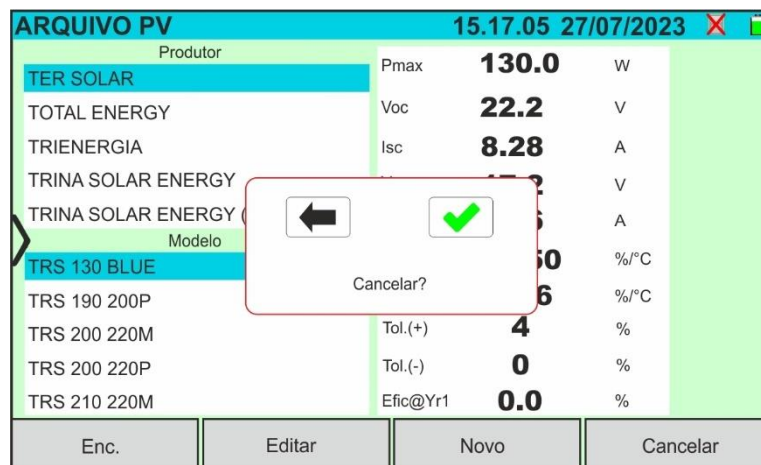 ARQUIVO PV 15.17.05 27/07/2023
Produtor
TER SOLAR
TOTAL ENERGY
TRIENERGIA
TRINA SOLAR ENERGY
TRINA SOLAR ENERGY (
Modelo
TRS 130 BLUE
TRS 190 200P
TRS 200 220M
TRS 200 220P
TRS 210 220M
Pmax 130.0 W
Voc 22.2 V
Isc 8.28 A
V
A
%/°C
%/°C
Tol.(+) 4 %
Tol.(-) 0 %
Efic@Yr1 0.0 %
Cancelar?
Enc. Editar Novo Cancelar